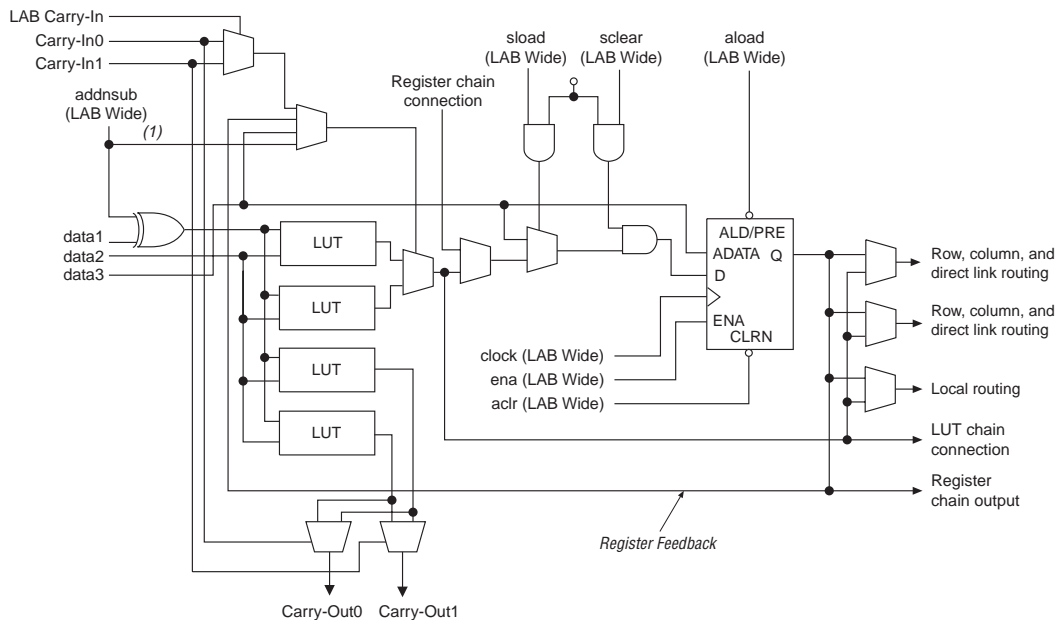 LAB Carry-In
Carry-In0
Carry-In1
addnsub
(LAB Wide)
(1)
Register chain
connection
sload
(LAB Wide)
sclear
(LAB Wide)
aload
(LAB Wide)
data1
data2
data3
LUT
LUT
LUT
LUT
ALD/PRE
ADATA
Q
D
ENA
CLRN
clock (LAB Wide)
ena (LAB Wide)
aclr (LAB Wide)
Row, column, and
direct link routing
Row, column, and
direct link routing
Local routing
LUT chain
connection
Register
chain output
Register Feedback
Carry-Out0
Carry-Out1